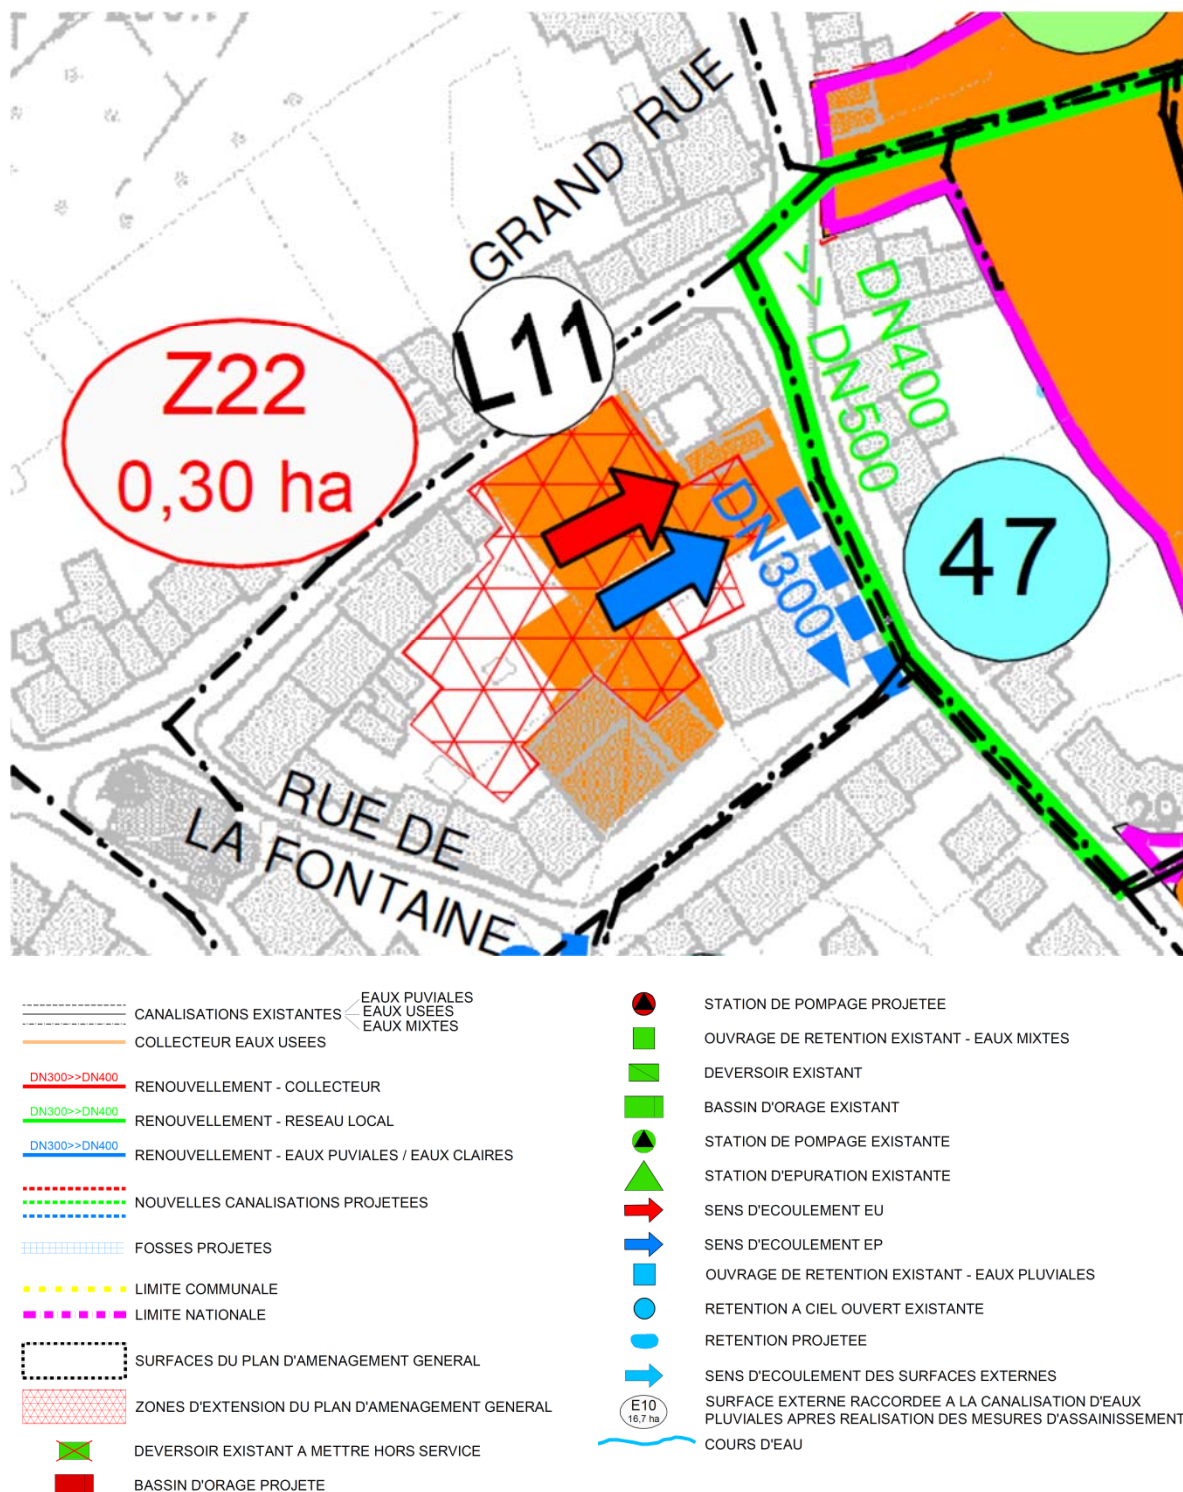 GRAND RUE
L11
Z22
0,30 ha
DN400
>> DN500
DN300
47
RUE DE
LA FONTAINE
CANALISATIONS EXISTANTES
EAUX PUVIALES
EAUX USEES
EAUX MIXTES
COLLECTEUR EAUX USEES
DN300>>DN400
RENOUVELLEMENT - COLLECTEUR
DN300>>DN400
RENOUVELLEMENT - RESEAU LOCAL
DN300>>DN400
RENOUVELLEMENT - EAUX PUVIALES / EAUX CLAIRES
NOUVELLES CANALISATIONS PROJETEES
FOSSES PROJETES
LIMITE COMMUNALE
LIMITE NATIONALE
SURFACES DU PLAN D'AMENAGEMENT GENERAL
ZONES D'EXTENSION DU PLAN D'AMENAGEMENT GENERAL
DEVERSOIR EXISTANT A METTRE HORS SERVICE
BASSIN D'ORAGE PROJETE
STATION DE POMPAGE PROJETEE
OUVRAGE DE RETENTION EXISTANT - EAUX MIXTES
DEVERSOIR EXISTANT
BASSIN D'ORAGE EXISTANT
STATION DE POMPAGE EXISTANTE
STATION D'EPURATION EXISTANTE
SENS D'ECOULEMENT EU
SENS D'ECOULEMENT EP
OUVRAGE DE RETENTION EXISTANT - EAUX PLUVIALES
RETENTION A CIEL OUVERT EXISTANTE
RETENTION PROJETEE
SENS D'ECOULEMENT DES SURFACES EXTERNES
E10
16,7 ha
SURFACE EXTERNE RACCORDEE A LA CANALISATION D'EAUX
PLUVIALES APRES REALISATION DES MESURES D'ASSAINISSEMENT
COURS D'EAU